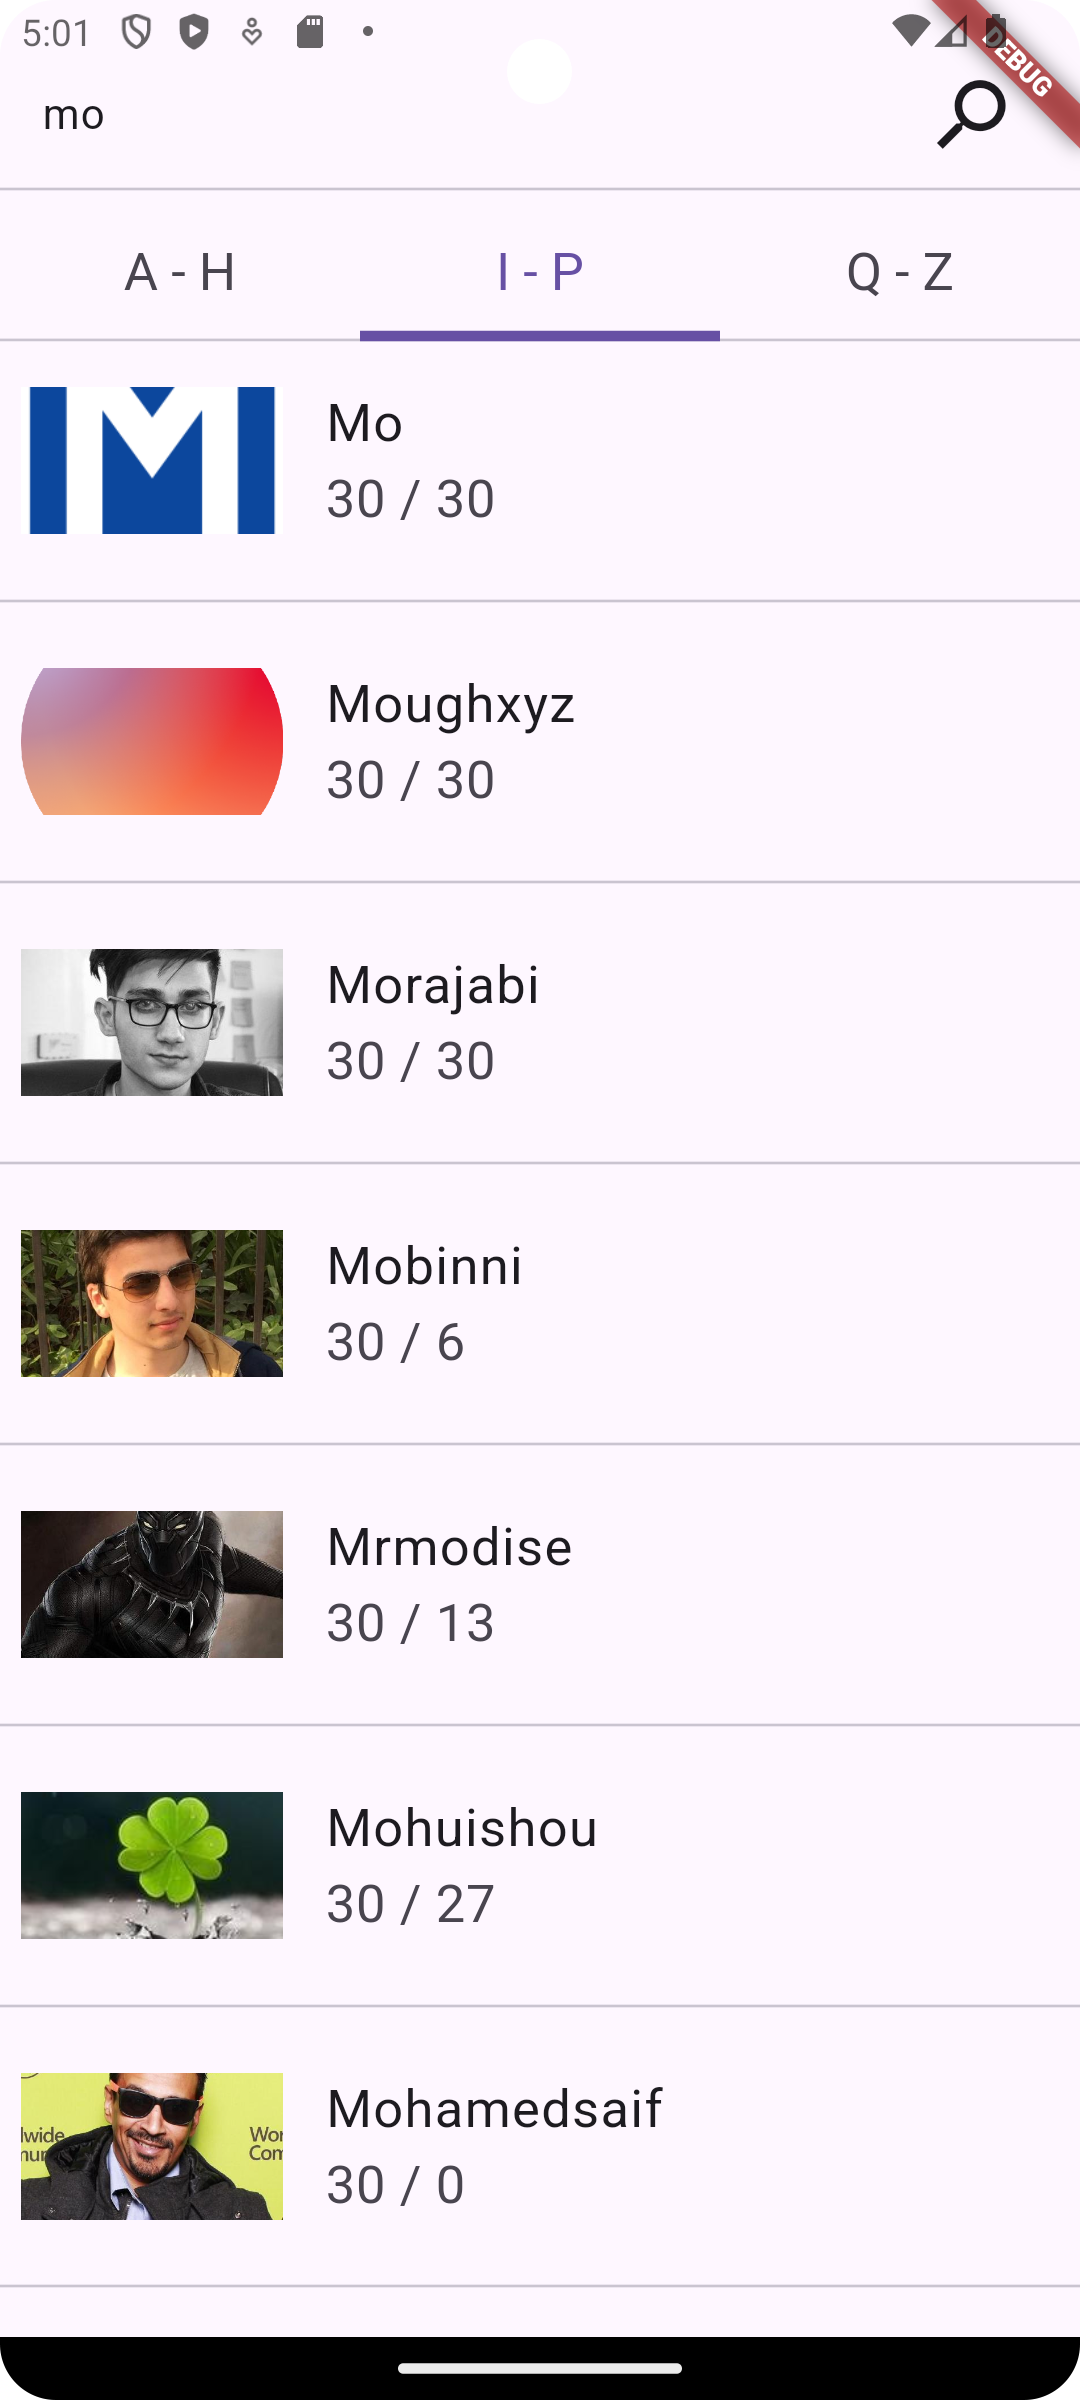 5:01
DEBUG
mo
A - H
I - P
Q - Z
M
Mo
30 / 30
Moughxyz
30 / 30
Morajabi
30 / 30
Mobinni
30 / 6
Mrmodise
30 / 13
Mohuishou
30 / 27
Mohamedsaif
30 / 0